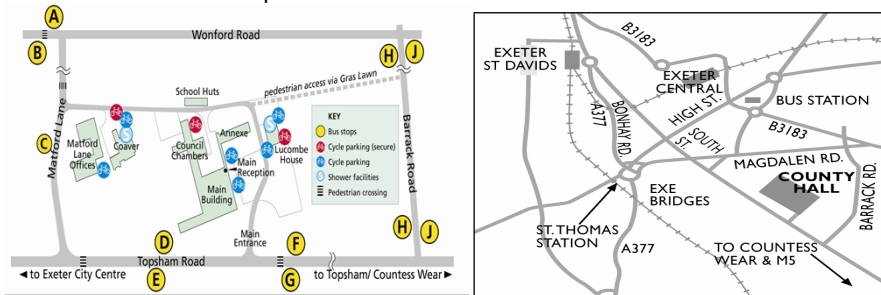 A
Wonford Road
B
H
J
School Huts
pedestrian access via Gras Lawn
Matford Lane
C
Matford
Lane
Offices
Coaver
Council
Chambers
Annexe
S
S
Lucombe
House
Main
Reception
Main
Building
Barrack Road
KEY
Bus stops
Cycle parking (secure)
Cycle parking
S
Shower facilities
Pedestrian crossing
H
J
D
Main
Entrance
F
Topsham Road
E
G
to Exeter City Centre
to Topsham/ Countess Wear
B3183
EXETER
ST DAVIDS
EXETER
CENTRAL
A377
BONHAY RD.
HIGH ST.
BUS STATION
B3183
SOUTH
ST.
MAGDALEN RD.
COUNTY
HALL
BARRACK RD.
EXE
BRIDGES
ST. THOMAS
STATION
A377
TO COUNTESS
WEAR & M5